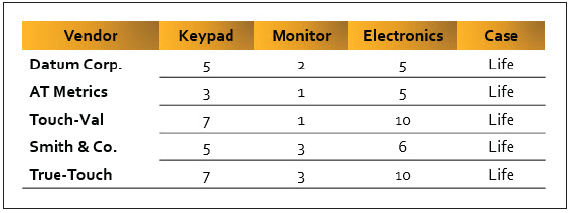 Vendor Keypad Monitor Electronics Case
Datum Corp. 5 2 5 Life
AT Metrics 3 1 5 Life
Touch-Val 7 1 10 Life
Smith & Co. 5 3 6 Life
True-Touch 7 3 10 Life